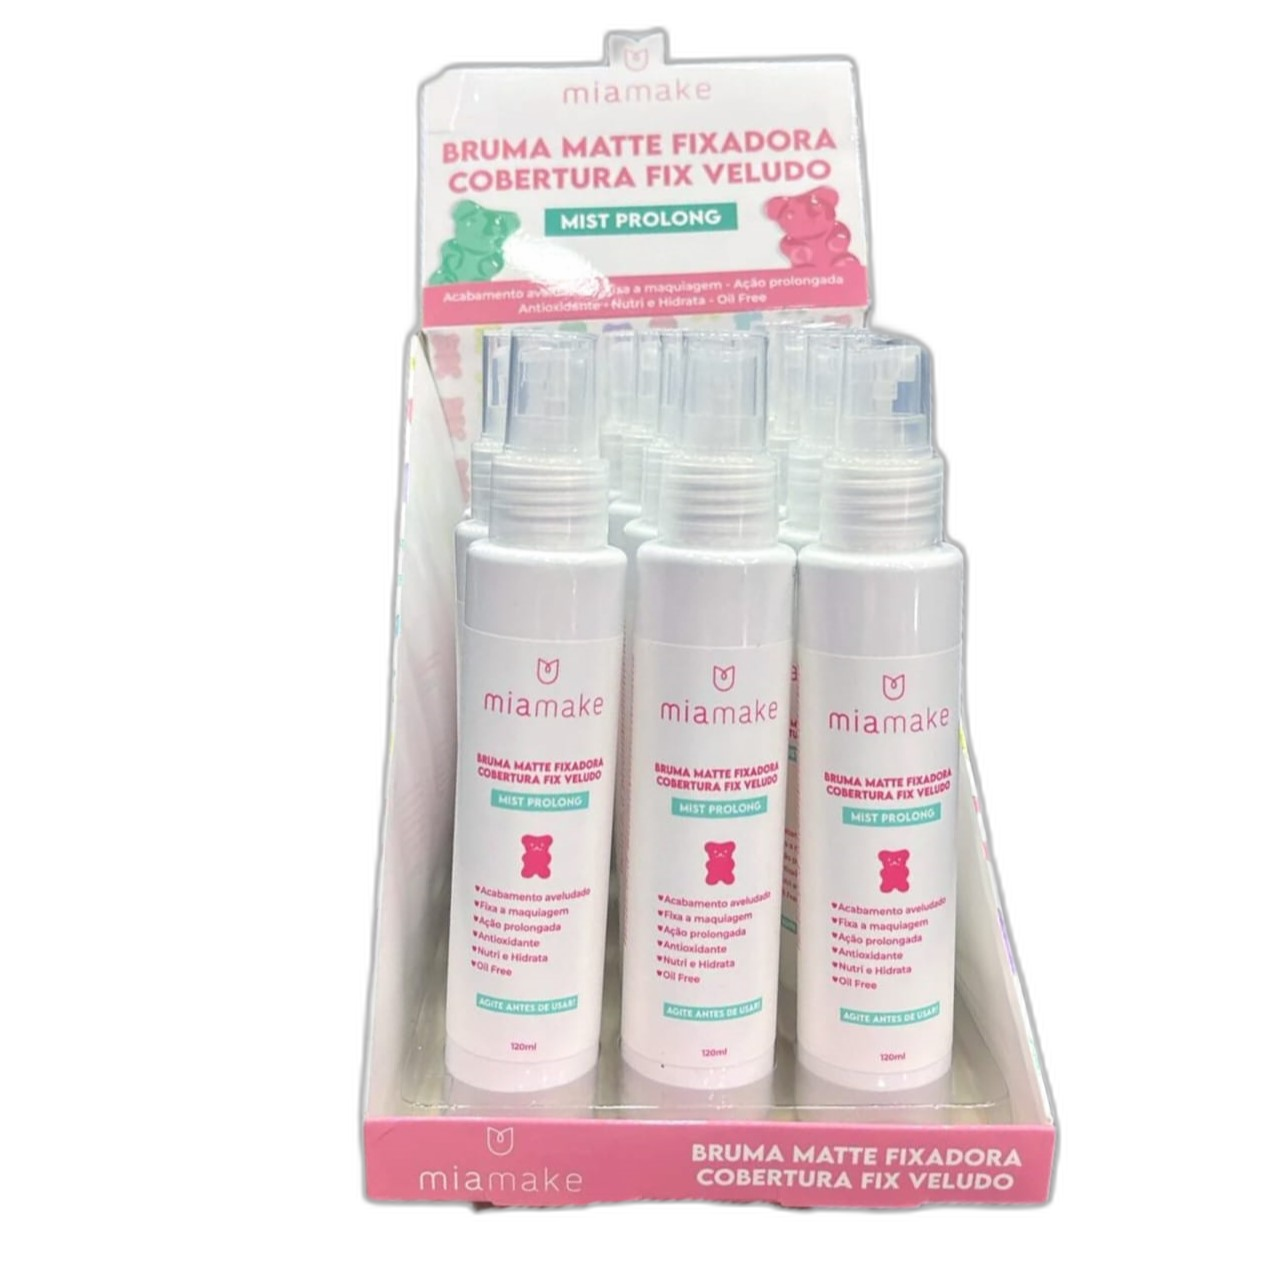 miamake
BRUMA MATTE FIXADORA
COBERTURA FIX VELUDO
MIST PROLONG
Acabamento a maquiagem - Ação prolongada
Antioxidante - Nutri e Hidrata - Oil Free
miamake
BRUMA MATTE FIXADORA
COBERTURA FIX VELUDO
MIST PROLONG
Acabamento aveludado
Fixa a maquiagem
Ação prolongada
Antioxidante
Nutri e Hidrata
Oil Free
AGITE ANTES DE USAR!
120ml
miamake
BRUMA MATTE FIXADORA
COBERTURA FIX VELUDO
MIST PROLONG
Acabamento aveludado
Fixa a maquiagem
Ação prolongada
Antioxidante
Nutri e Hidrata
Oil Free
AGITE ANTES DE USAR!
120ml
miamake
BRUMA MATTE FIXADORA
COBERTURA FIX VELUDO
MIST PROLONG
Acabamento aveludado
Fixa a maquiagem
Ação prolongada
Antioxidante
Nutri e Hidrata
Oil Free
AGITE ANTES DE USAR!
120ml
miamake
BRUMA MATTE FIXADORA
COBERTURA FIX VELUDO